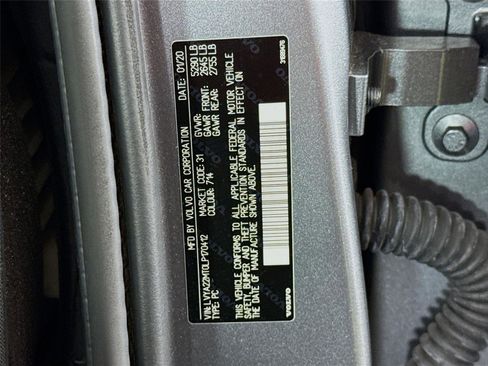 MFD BY VOLVO CAR CORPORATION DATE: 01/20
MARKET CODE: 31 GVWR: 5290 LB
COLOUR: 714 GAWR FRONT: 2645 LB
GAWR REAR: 2755 LB
VIN: LVYA22MT0LP170412
TYPE: PC
THIS VEHICLE CONFORMS TO ALL APPLICABLE FEDERAL MOTOR VEHICLE
SAFETY, BUMPER AND THEFT PREVENTION STANDARDS IN EFFECT ON
THE DATE OF MANUFACTURE SHOWN ABOVE.
VOLVO